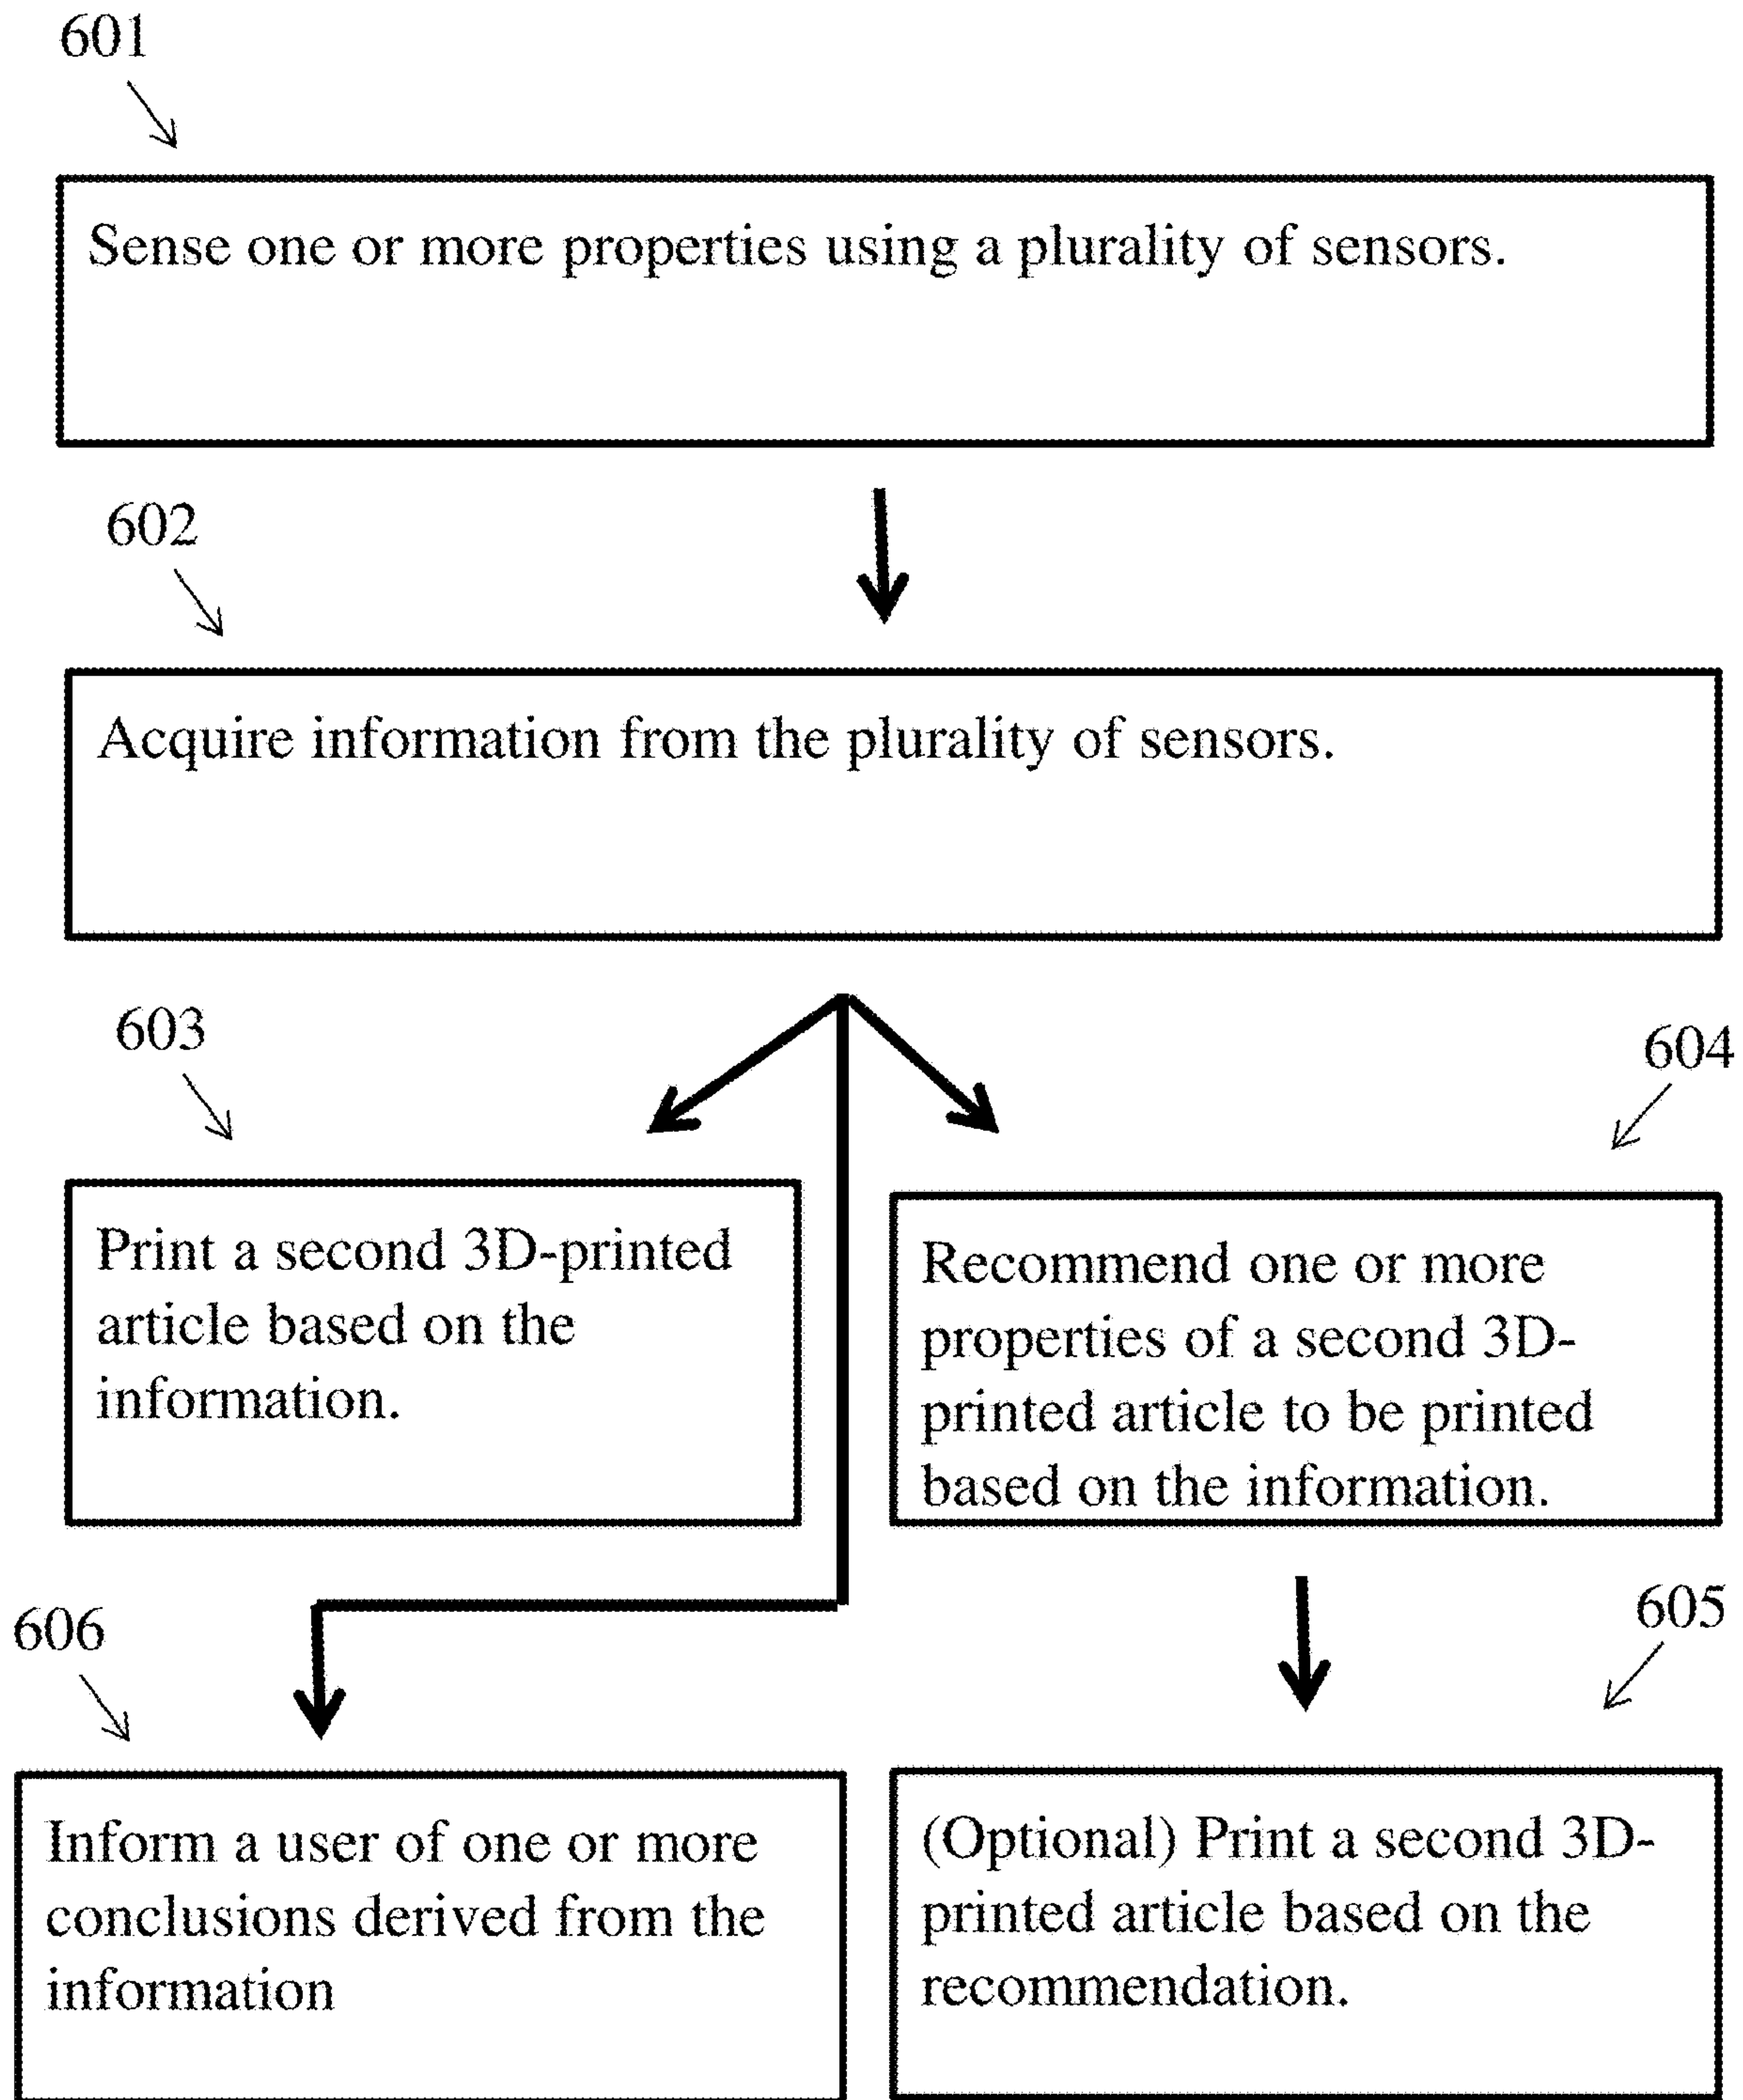 601
Sense one or more properties using a plurality of sensors.
602
Acquire information from the plurality of sensors.
603
Print a second 3D-printed
article based on the
information.
604
Recommend one or more
properties of a second 3D-
printed article to be printed
based on the information.
606
Inform a user of one or more
conclusions derived from the
information
605
(Optional) Print a second 3D-
printed article based on the
recommendation.